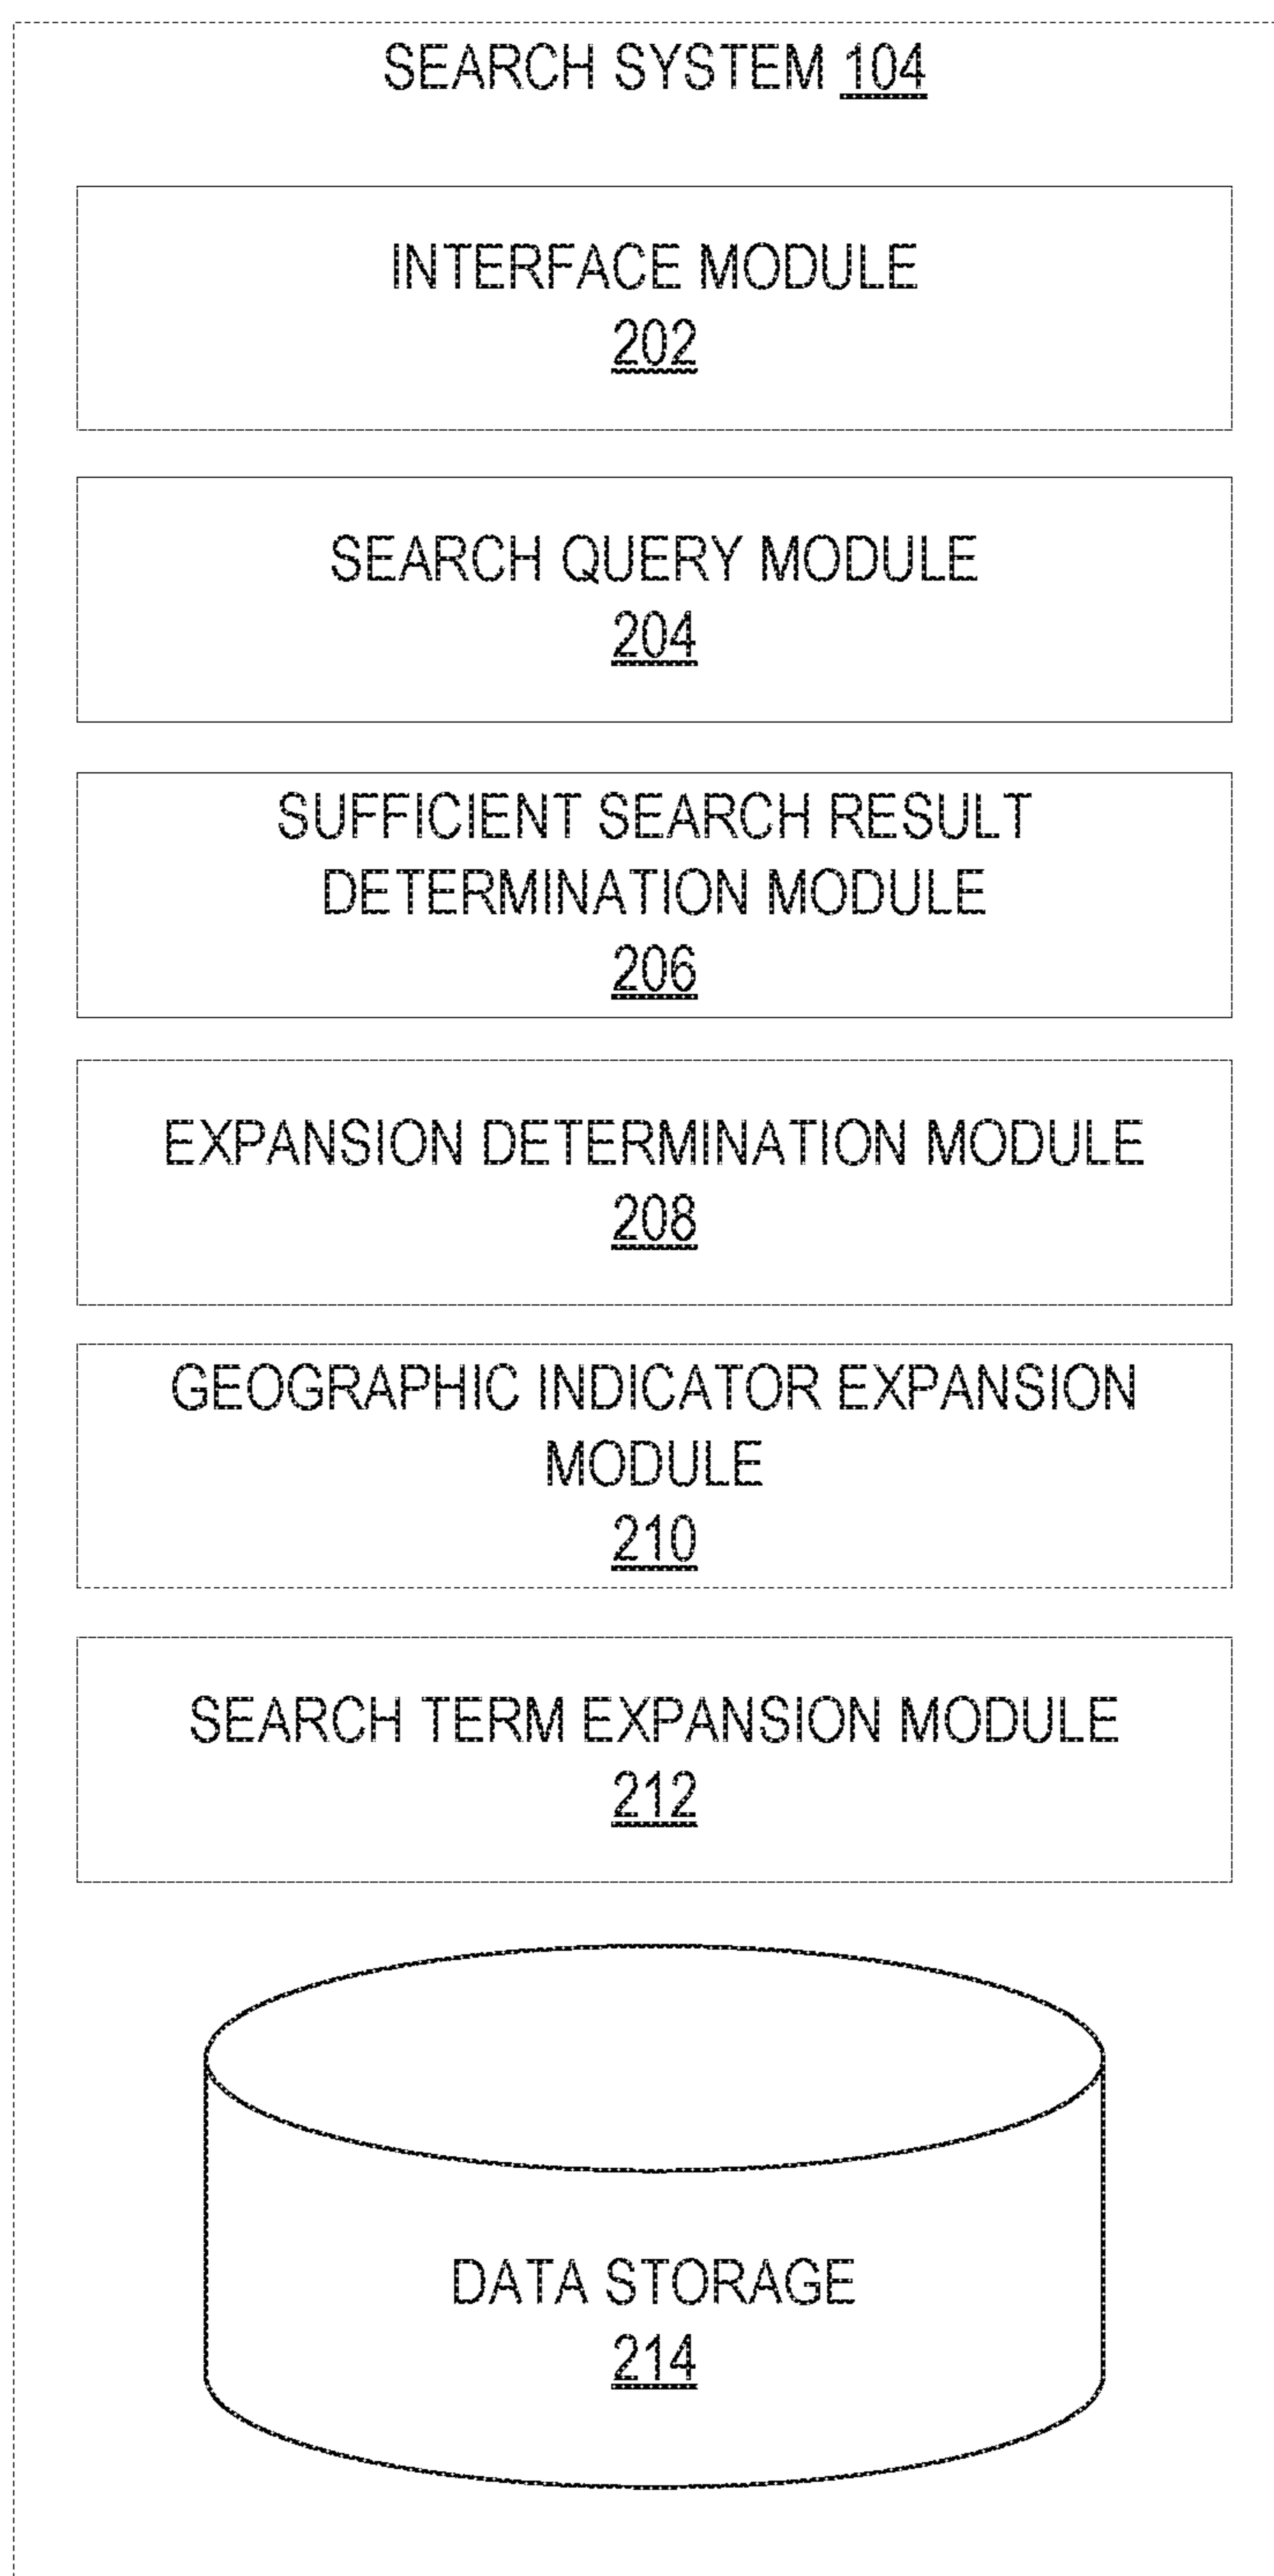 SEARCH SYSTEM 104
INTERFACE MODULE
202
SEARCH QUERY MODULE
204
SUFFICIENT SEARCH RESULT
DETERMINATION MODULE
206
EXPANSION DETERMINATION MODULE
208
GEOGRAPHIC INDICATOR EXPANSION
MODULE
210
SEARCH TERM EXPANSION MODULE
212
DATA STORAGE
214